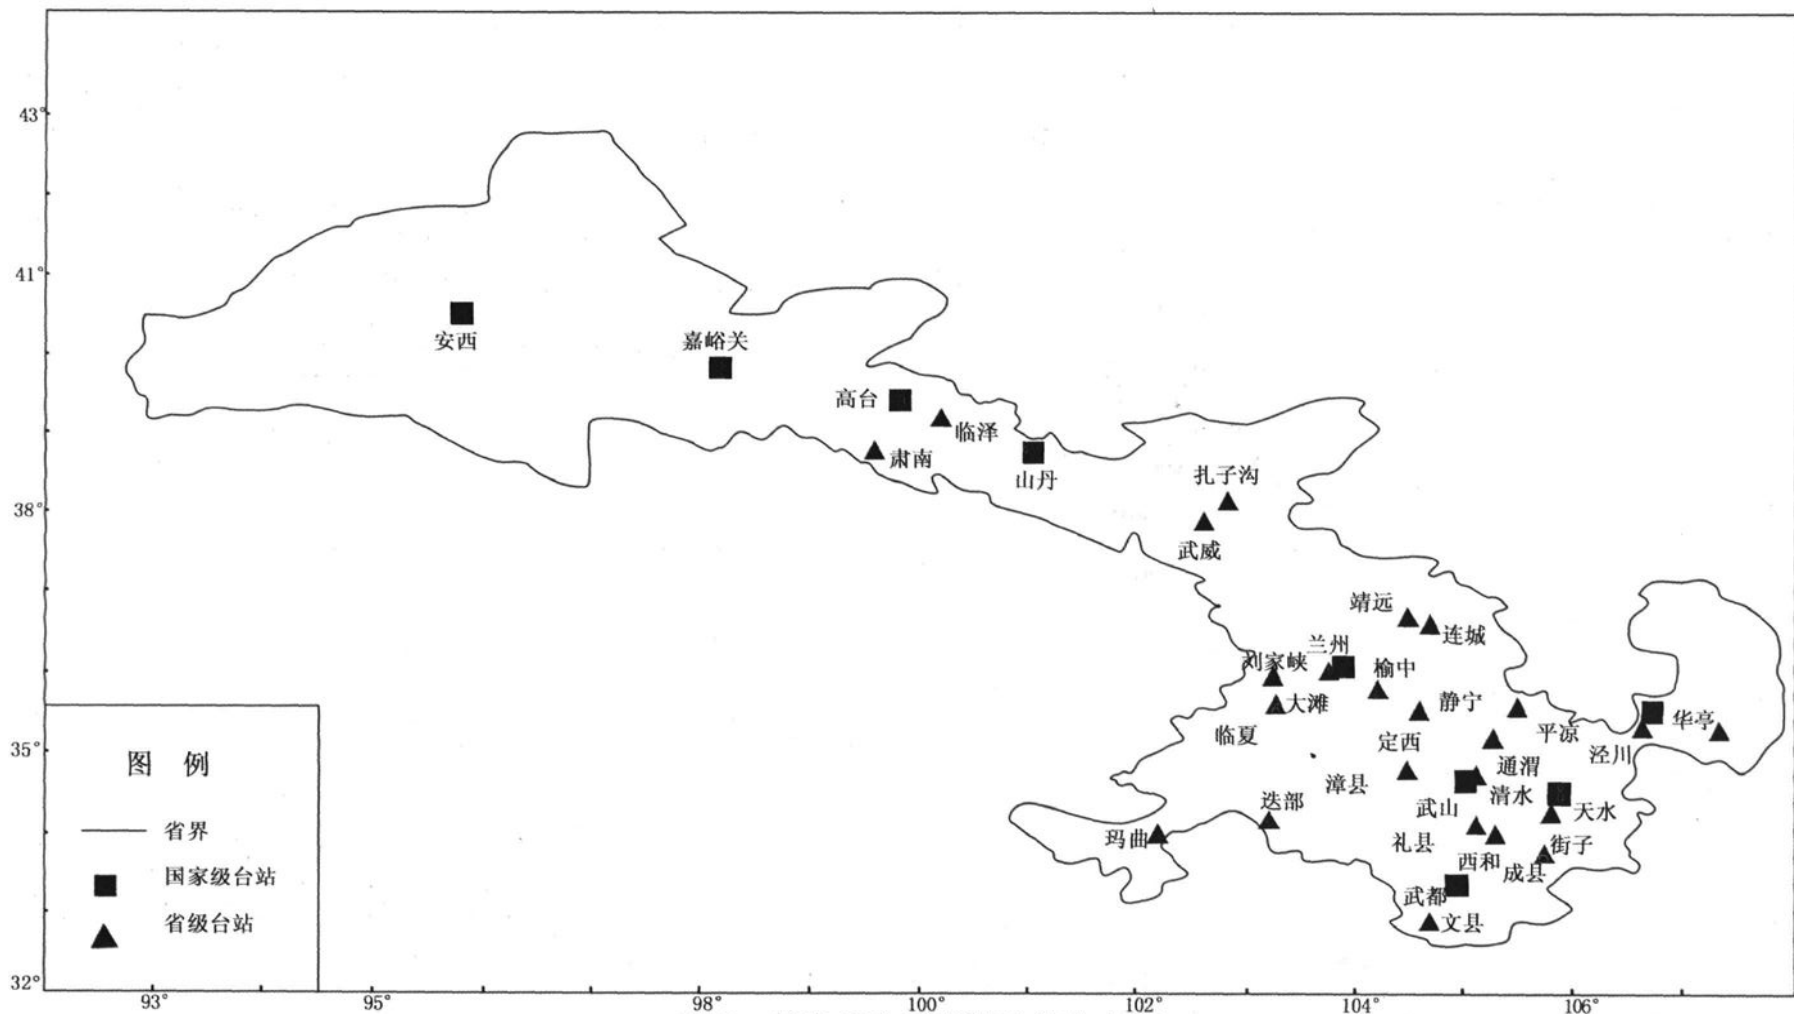 43°
41°
安西
嘉峪关
高台
临泽
肃南
山丹
扎子沟
38°
武威
靖远
连城
兰州
刘家峡
榆中
大滩
静宁
临夏
定西
平凉
华亭
泾川
35°
通渭
漳县
清水
武山
天水
迭部
玛曲
礼县
街子
西和
成县
武都
文县
图 例
省界
国家级台站
省级台站
32°
93°
95°
98°
100°
102°
104°
106°